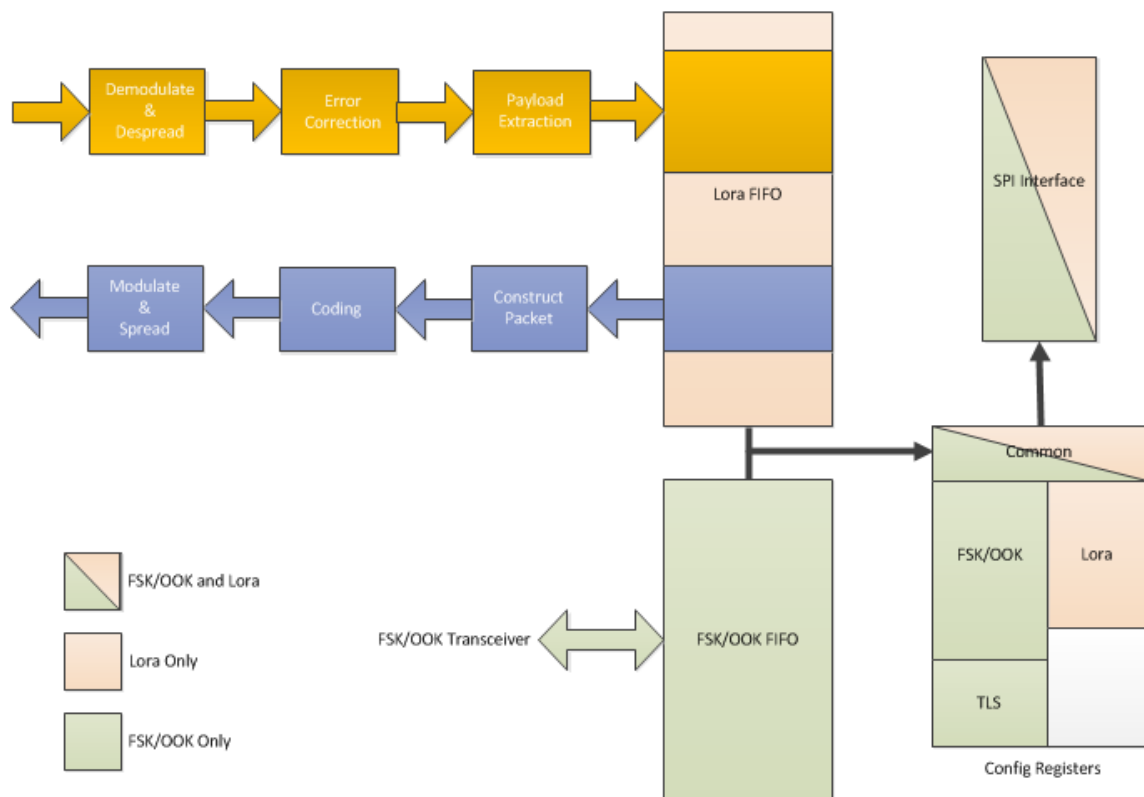 Demodulate
&
Despread
Error
Correction
Payload
Extraction
Lora FIFO
SPI Interface
Modulate
&
Spread
Coding
Construct
Packet
Common
FSK/OOK
Lora
TLS
Config Registers
FSK/OOK Transceiver
FSK/OOK FIFO
FSK/OOK and Lora
Lora Only
FSK/OOK Only